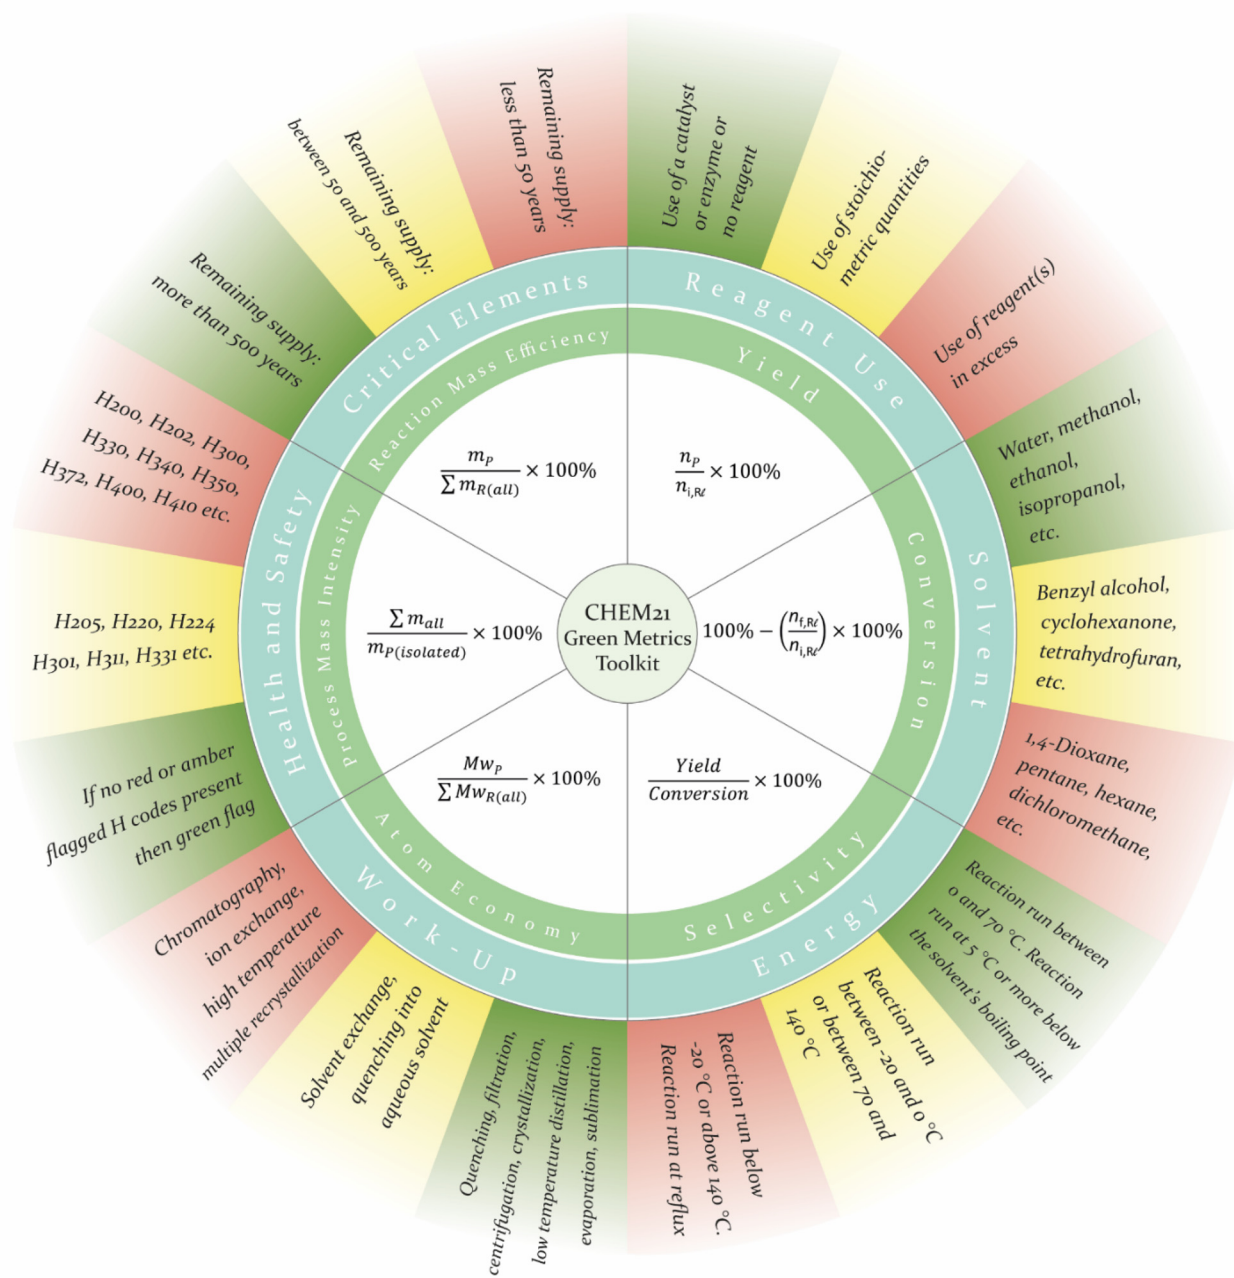 CHEM21
Green Metrics
Toolkit
Reagent Use
Use of a catalyst
or enzyme or
no reagent
Use of stoichio-
metric quantities
Use of reagent(s)
in excess
Solvent
Water, methanol,
ethanol,
isopropanol,
etc.
Benzyl alcohol,
cyclohexanone,
tetrahydrofuran,
etc.
1,4-Dioxane,
pentane, hexane,
dichloromethane,
etc.
Energy
Reaction run between
0 and 70 °C. Reaction
run at 5 °C or more below
the solvent's boiling point
Reaction run
between -20 and 0 °C
or between 70 and
140 °C
Reaction run below
-20 °C or above 140 °C.
Reaction run at reflux
Work-Up
Quenching, filtration,
centrifugation, crystallization,
low temperature distillation,
evaporation, sublimation
Solvent exchange,
quenching into
aqueous solvent
Chromatography,
ion exchange,
high temperature
multiple recrystallization
Health and Safety
If no red or amber
flagged H codes present
then green flag
H205, H220, H224
H301, H311, H331 etc.
H200, H202, H300,
H330, H340, H350,
H372, H400, H410 etc.
Critical Elements
Remaining supply:
more than 500 years
Remaining supply:
between 50 and 500 years
Remaining supply:
less than 50 years
Yield
n_P / n_i,Rℓ × 100%
Conversion
100% − (n_f,Rℓ / n_i,Rℓ) × 100%
Selectivity
Yield / Conversion × 100%
Atom Economy
Mw_P / ∑ Mw_R(all) × 100%
Process Mass Intensity
∑ m_all / m_P(isolated) × 100%
Reaction Mass Efficiency
m_P / ∑ m_R(all) × 100%